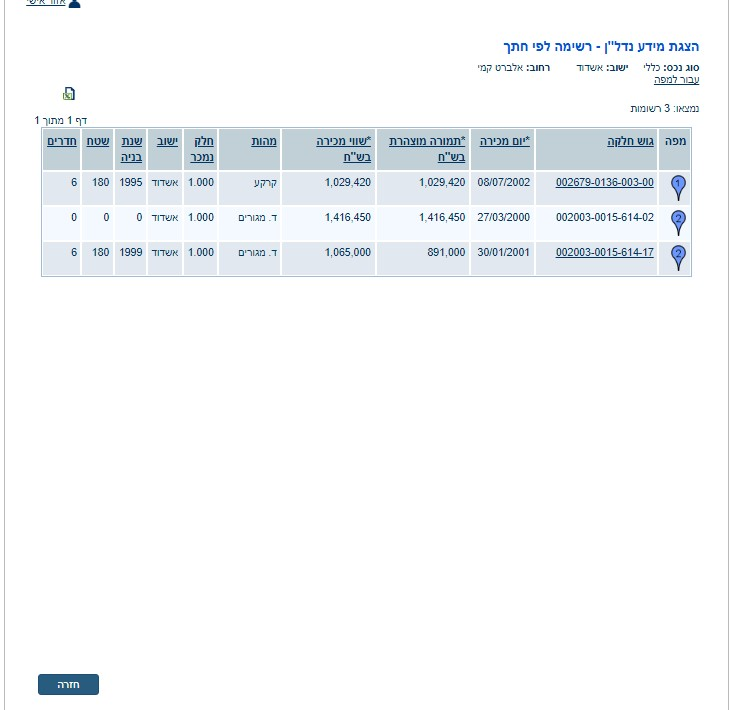 אזור אישי
הצגת מידע נדל"ן - רשימה לפי חתך
סוג נכס: כללי ישוב: אשדוד רחוב: אלברט קמי
עבור למפה
נמצאו: 3 רשומות
דף 1 מתוך 1
מפה גוש חלקה *יום מכירה *תמורה מוצהרת בש"ח *שווי מכירה בש"ח מהות חלק נמכר ישוב שנת בניה שטח חדרים
1 002679-0136-003-00 08/07/2002 1,029,420 1,029,420 קרקע 1.000 אשדוד 1995 180 6
2 002003-0015-614-02 27/03/2000 1,416,450 1,416,450 ד. מגורים 1.000 אשדוד 0 0 0
2 002003-0015-614-17 30/01/2001 891,000 1,065,000 ד. מגורים 1.000 אשדוד 1999 180 6
חזרה